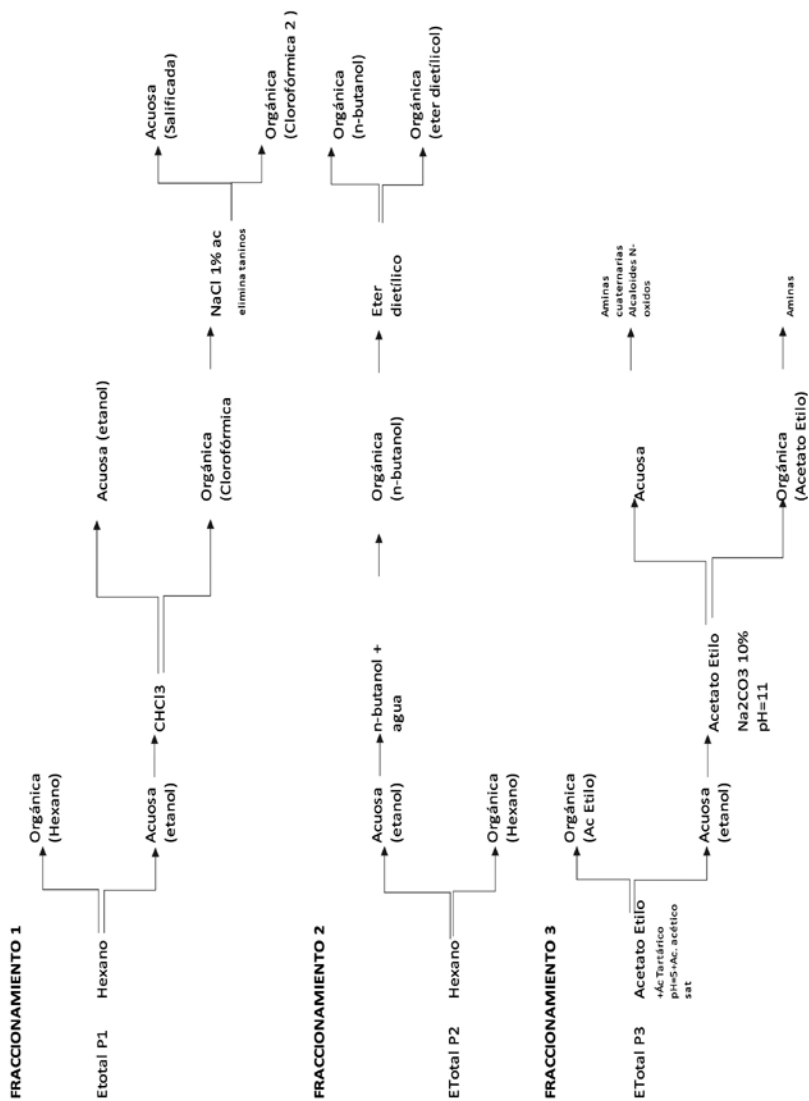 FRACCIONAMIENTO 1
Etotal P1
Hexano
Orgánica
(Hexano)
Acuosa
(etanol)
CHCl3
Acuosa (etanol)
Orgánica
(Clorofórmica)
NaCl 1% ac
elimina taninos
Acuosa
(Salificada)
Orgánica
(Clorofórmica 2 )
FRACCIONAMIENTO 2
ETotal P2
Hexano
Acuosa
(etanol)
Orgánica
(Hexano)
n-butanol +
agua
Orgánica
(n-butanol)
Eter
dietílico
Orgánica
(n-butanol)
Orgánica
(eter dietílicol)
FRACCIONAMIENTO 3
ETotal P3
Acetato Etilo
+Ác Tartárico
pH=5+Ac. acético
sat
Orgánica
(Ac Etilo)
Acuosa
(etanol)
Acetato Etilo
Na2CO3 10%
pH=11
Acuosa
Orgánica
(Acetato Etilo)
Aminas
cuaternarias
Alcaloides N-
oxidos
Aminas